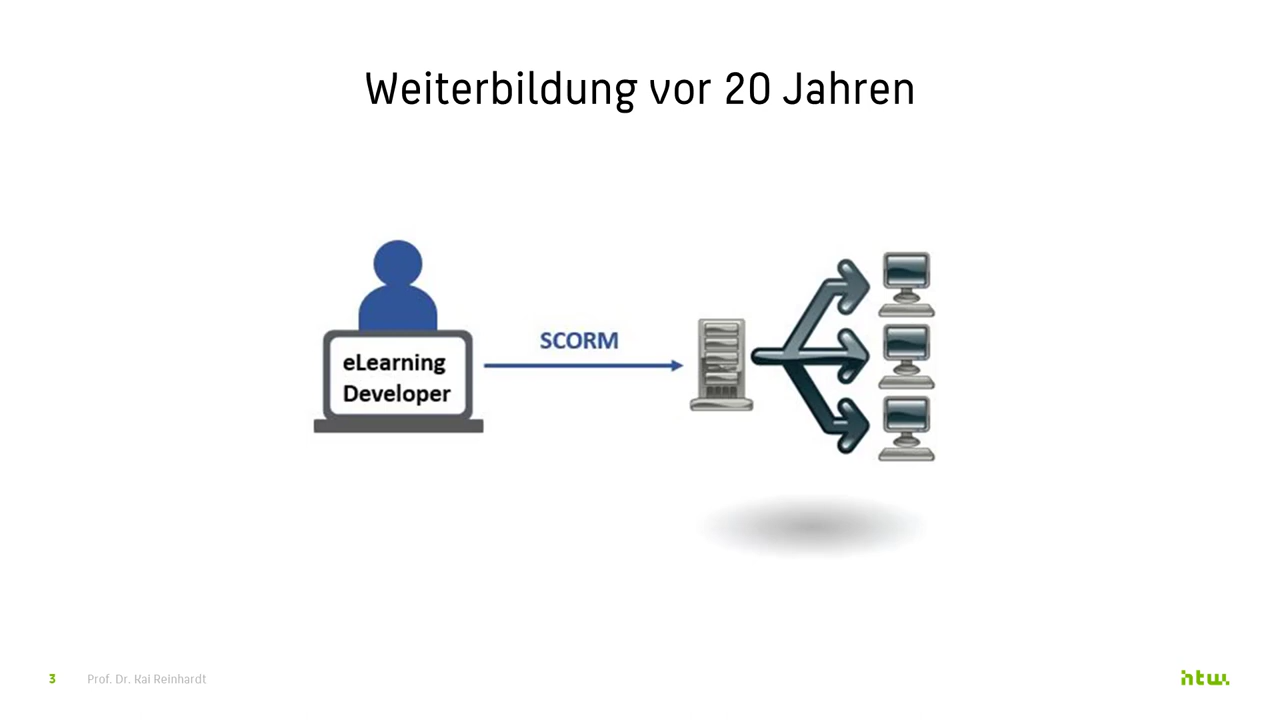 Weiterbildung vor 20 Jahren
SCORM
eLearning
Developer
3 Prof. Dr. Kai Reinhardt
htw.